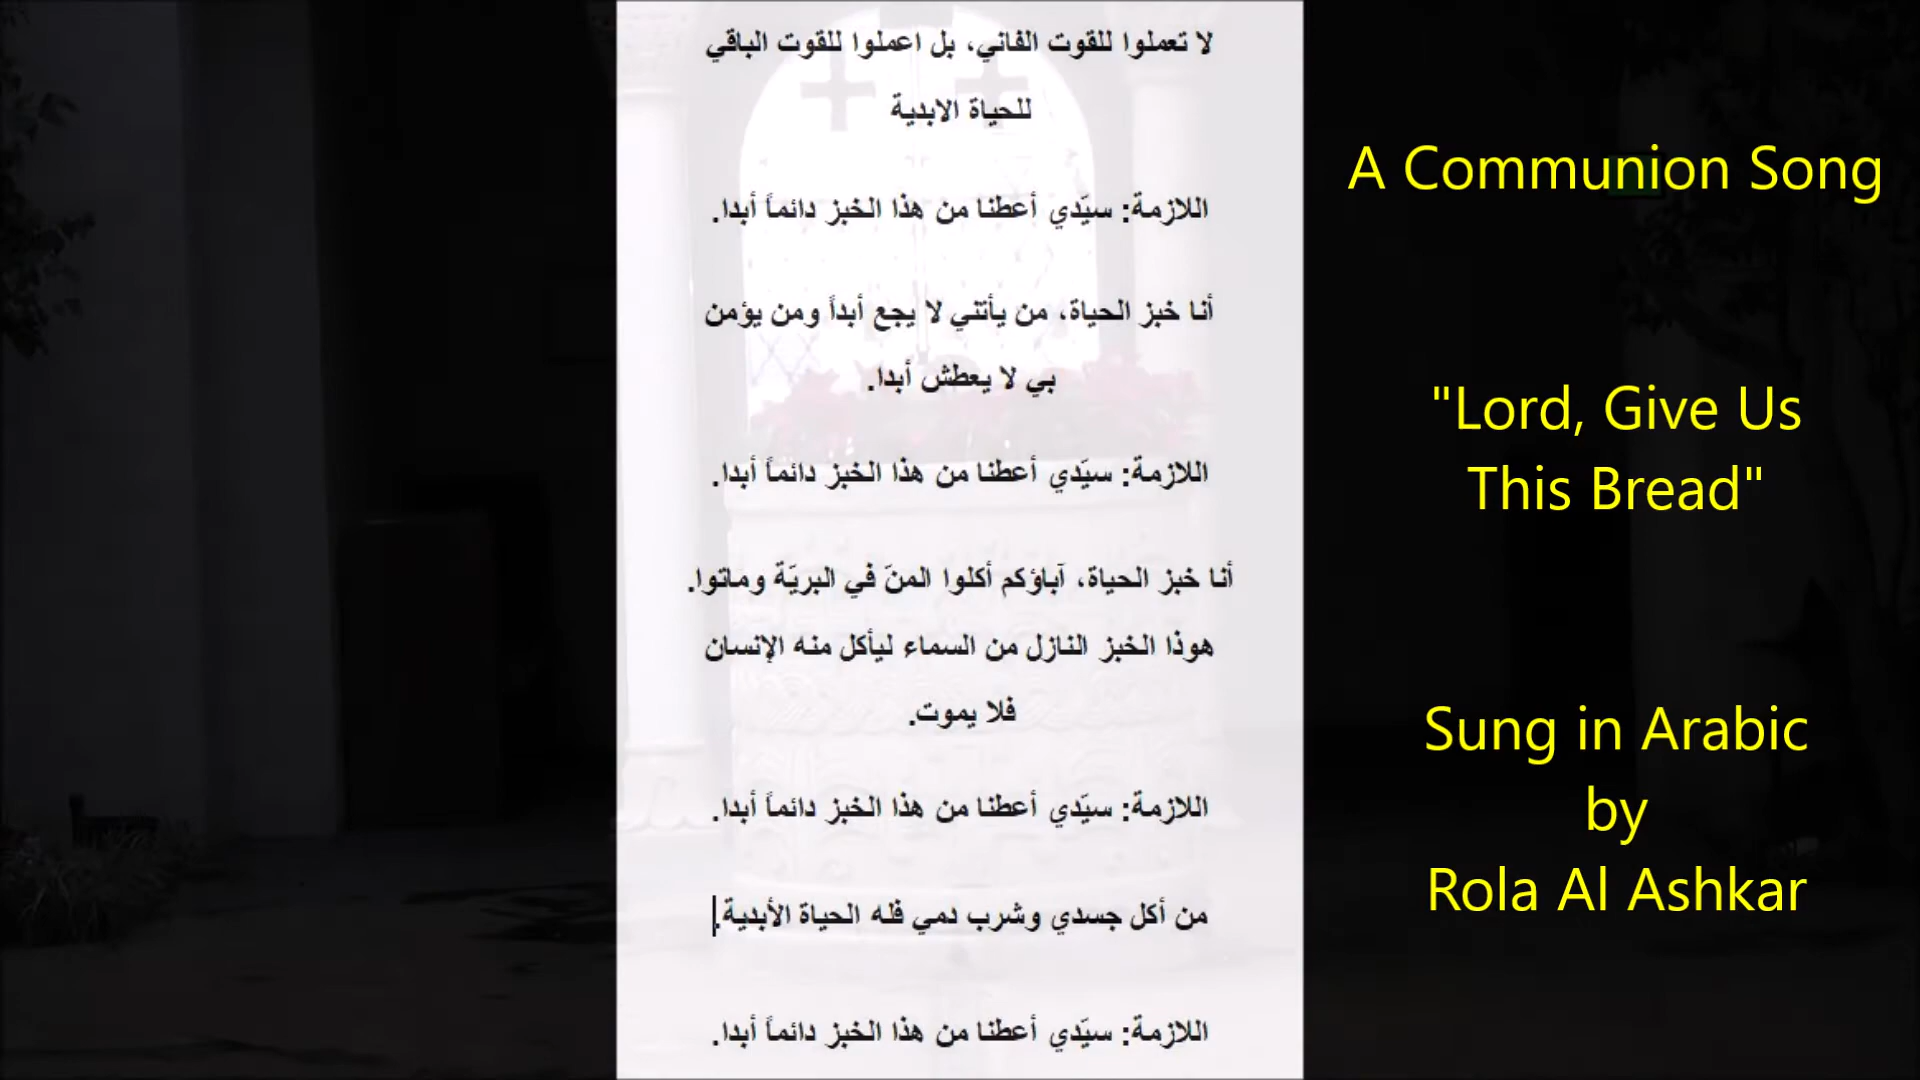 لا تعملوا للقوت الفاني، بل اعملوا للقوت الباقي
للحياة الابدية
اللازمة: سيّدي أعطنا من هذا الخبز دائماً أبدا.
أنا خبز الحياة، من يأتني لا يجع أبداً ومن يؤمن
بي لا يعطش أبدا.
اللازمة: سيّدي أعطنا من هذا الخبز دائماً أبدا.
أنا خبز الحياة، آباؤكم أكلوا المنّ في البريّة وماتوا.
هوذا الخبز النازل من السماء ليأكل منه الإنسان
فلا يموت.
اللازمة: سيّدي أعطنا من هذا الخبز دائماً أبدا.
من أكل جسدي وشرب دمي فله الحياة الأبدية.
اللازمة: سيّدي أعطنا من هذا الخبز دائماً أبدا.
A Communion Song
"Lord, Give Us
This Bread"
Sung in Arabic
by
Rola Al Ashkar